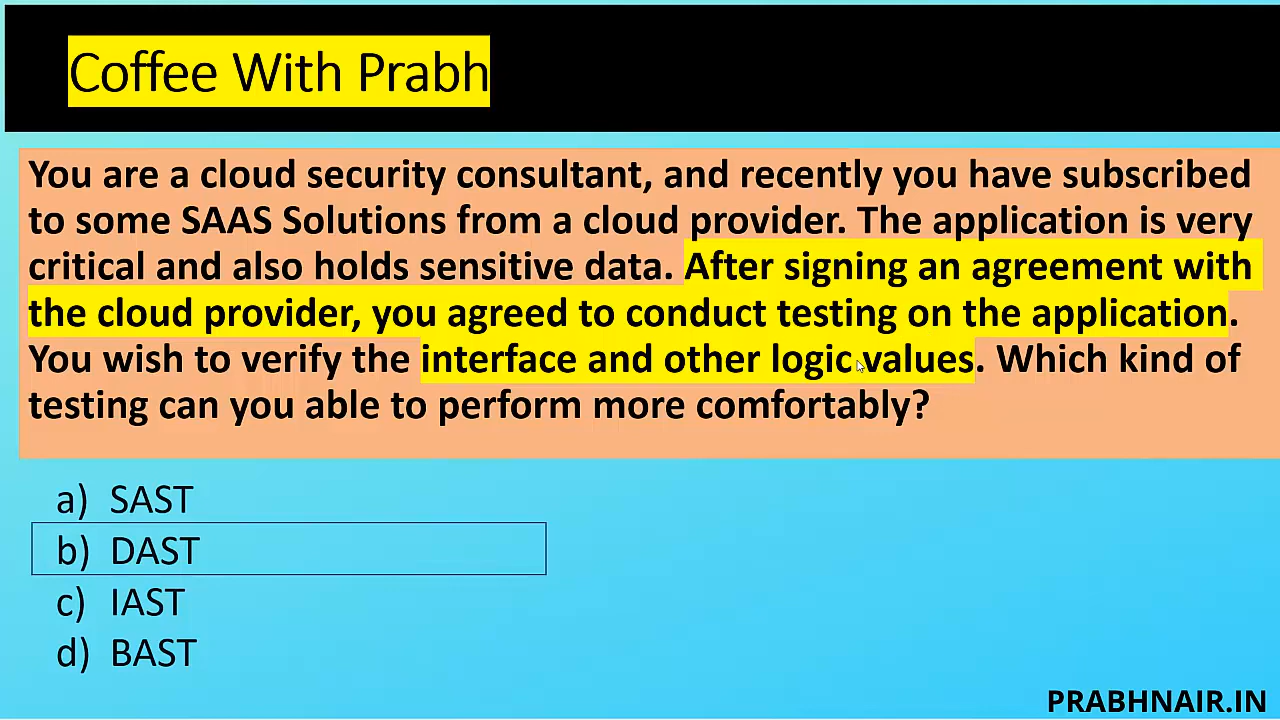 Coffee With Prabh
You are a cloud security consultant, and recently you have subscribed
to some SAAS Solutions from a cloud provider. The application is very
critical and also holds sensitive data. After signing an agreement with
the cloud provider, you agreed to conduct testing on the application.
You wish to verify the interface and other logic values. Which kind of
testing can you able to perform more comfortably?
a) SAST
b) DAST
c) IAST
d) BAST
PRABHNAIR.IN